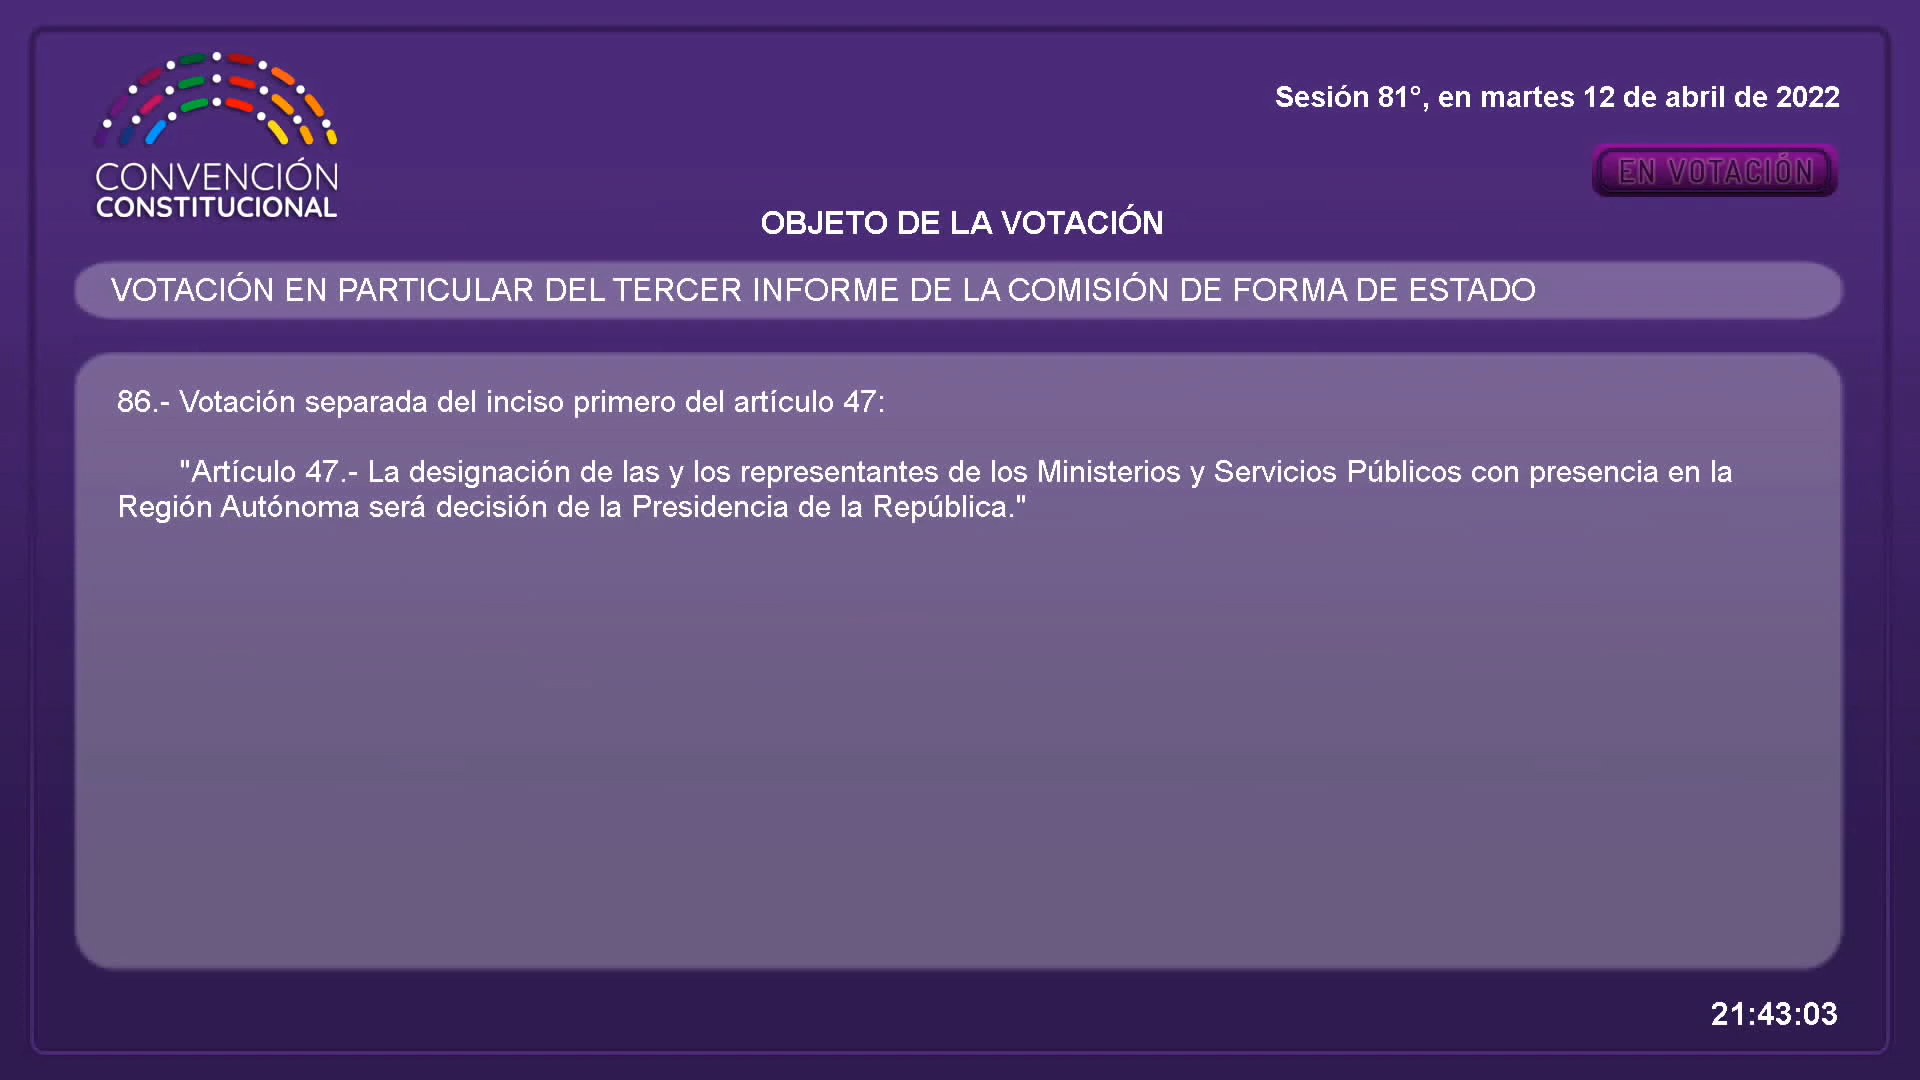 CONVENCIÓN
CONSTITUCIONAL
Sesión 81°, en martes 12 de abril de 2022
EN VOTACIÓN
OBJETO DE LA VOTACIÓN
VOTACIÓN EN PARTICULAR DEL TERCER INFORME DE LA COMISIÓN DE FORMA DE ESTADO
86.- Votación separada del inciso primero del artículo 47:
"Artículo 47.- La designación de las y los representantes de los Ministerios y Servicios Públicos con presencia en la
Región Autónoma será decisión de la Presidencia de la República."
21:43:03